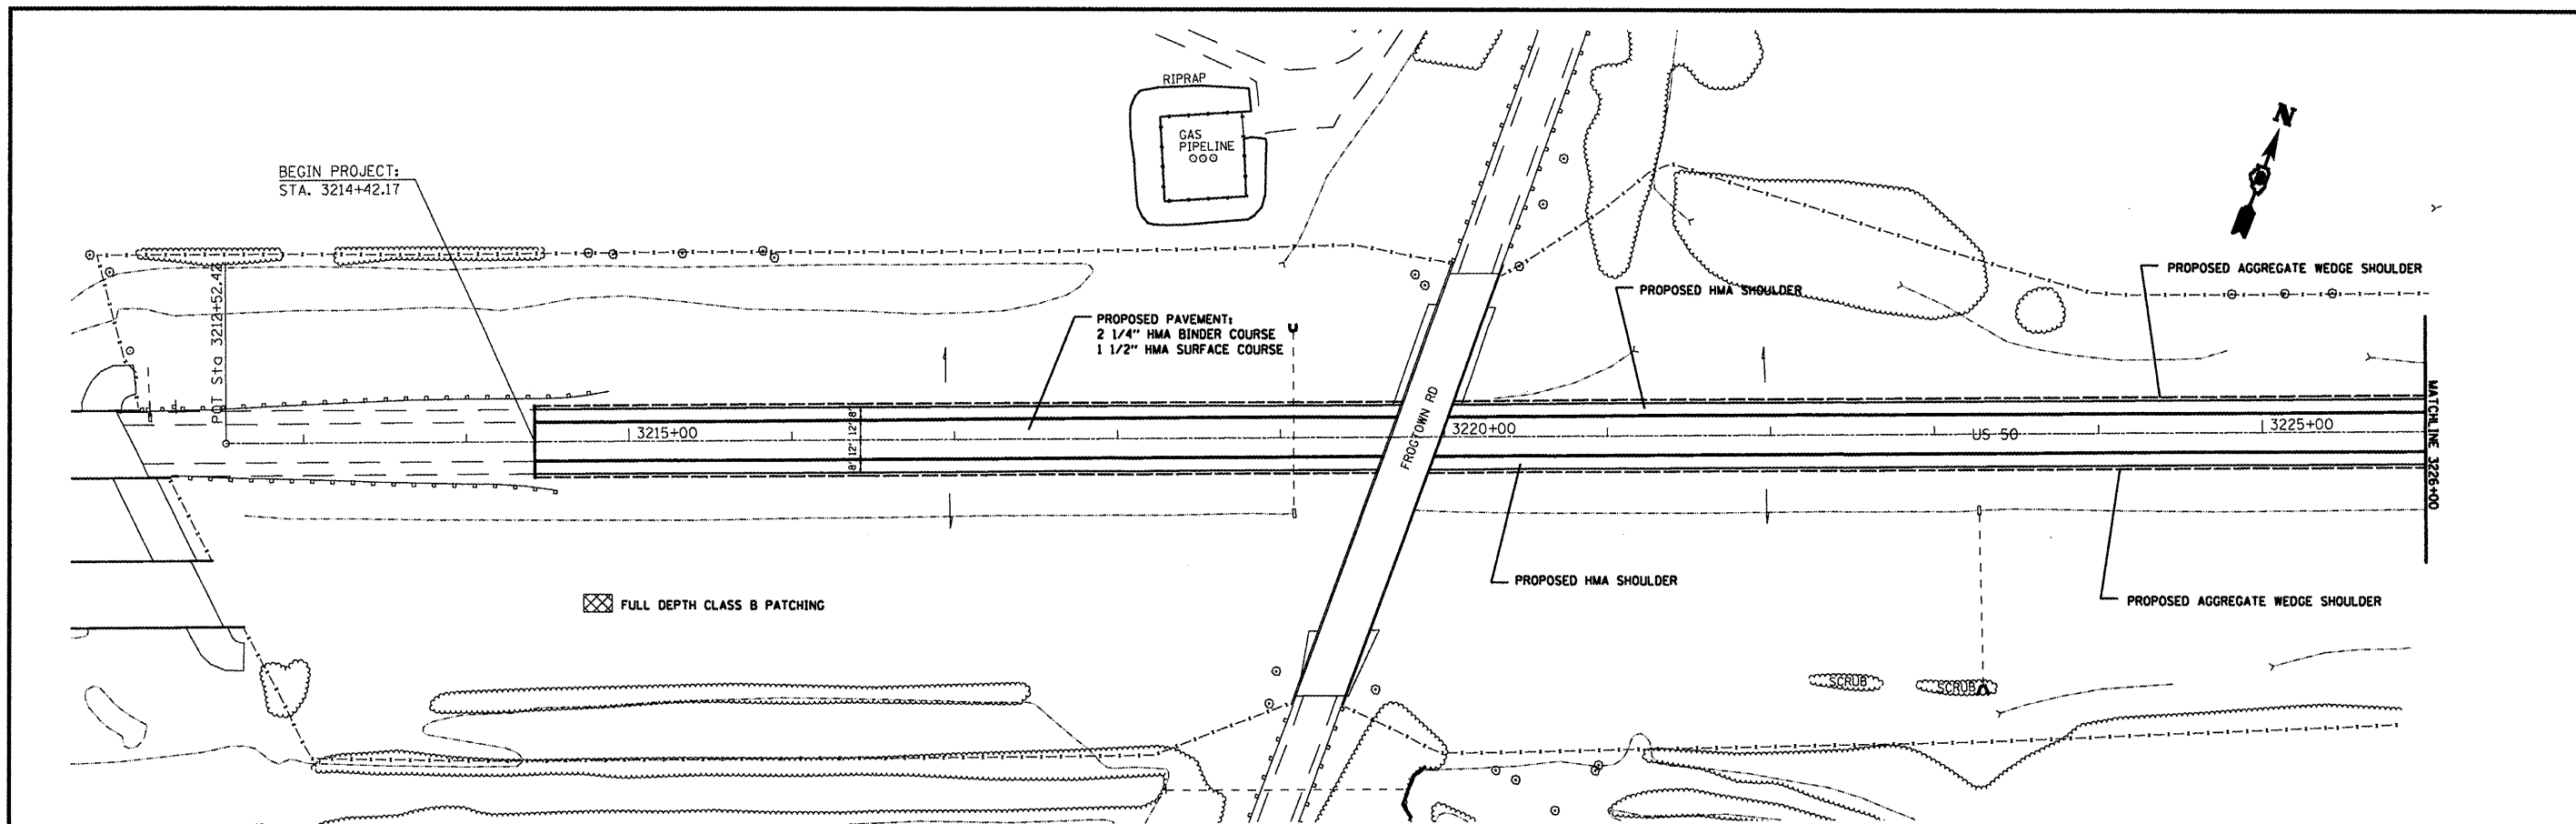 RIPRAP
GAS
PIPELINE
N
BEGIN PROJECT:
STA. 3214+42.17
POT Sta 3212+52.42
PROPOSED AGGREGATE WEDGE SHOULDER
PROPOSED HMA SHOULDER
PROPOSED PAVEMENT:
2 1/4" HMA BINDER COURSE
1 1/2" HMA SURFACE COURSE
8' 12' 12' 8'
3215+00
FROGTOWN RD
3220+00
US 50
3225+00
MATCHLINE 3226+00
PROPOSED HMA SHOULDER
FULL DEPTH CLASS B PATCHING
PROPOSED AGGREGATE WEDGE SHOULDER
SCRUB
SCRUB